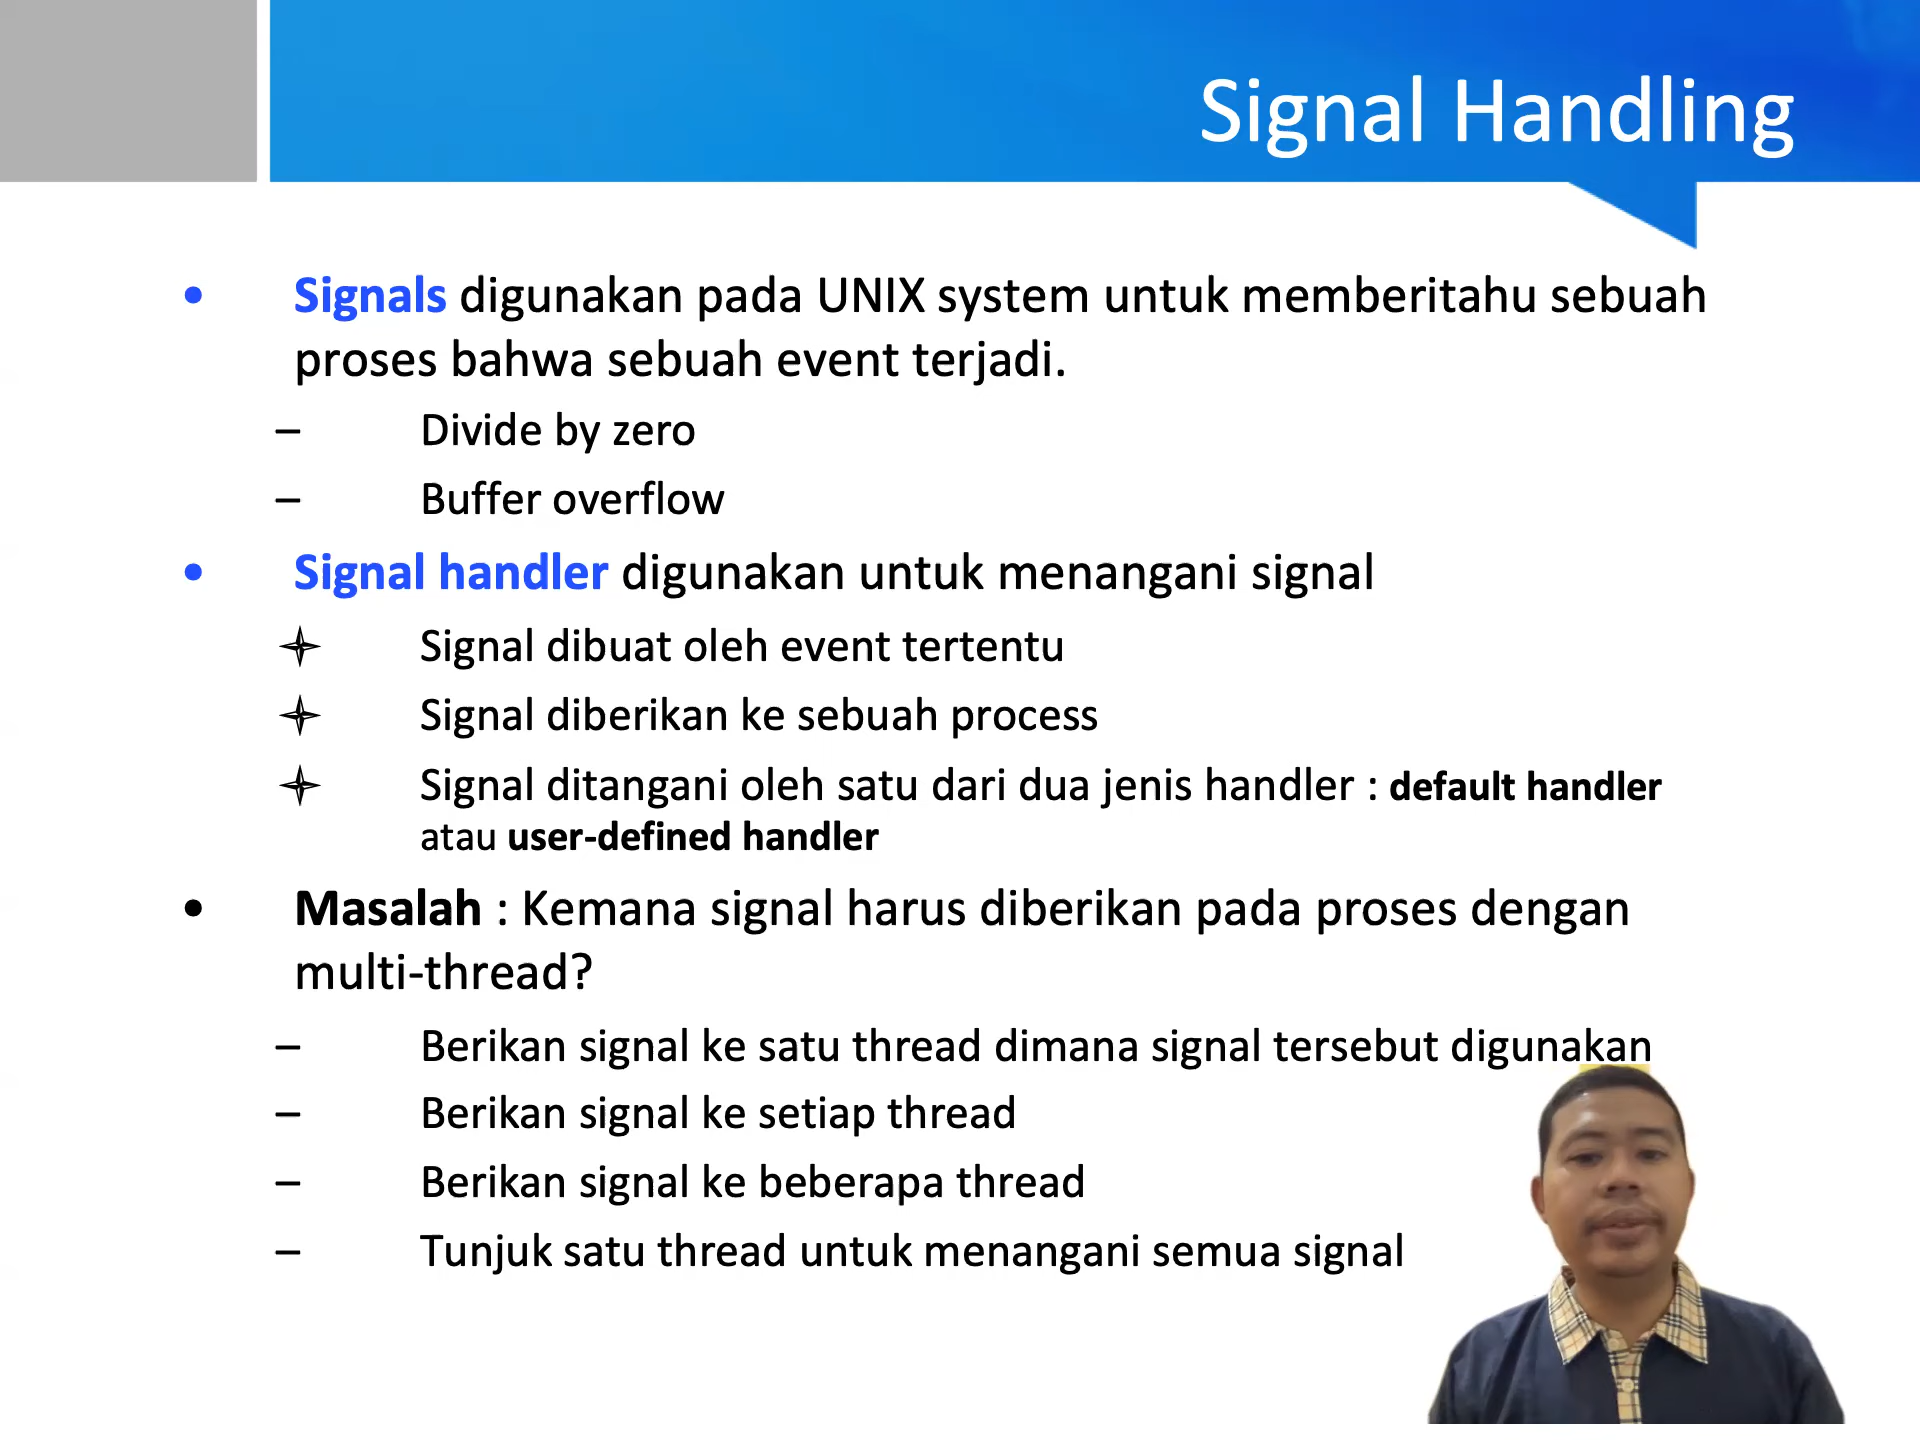 Signal Handling
• Signals digunakan pada UNIX system untuk memberitahu sebuah
proses bahwa sebuah event terjadi.
– Divide by zero
– Buffer overflow
• Signal handler digunakan untuk menangani signal
Signal dibuat oleh event tertentu
Signal diberikan ke sebuah process
Signal ditangani oleh satu dari dua jenis handler : default handler
atau user-defined handler
• Masalah : Kemana signal harus diberikan pada proses dengan
multi-thread?
– Berikan signal ke satu thread dimana signal tersebut digunakan
– Berikan signal ke setiap thread
– Berikan signal ke beberapa thread
– Tunjuk satu thread untuk menangani semua signal